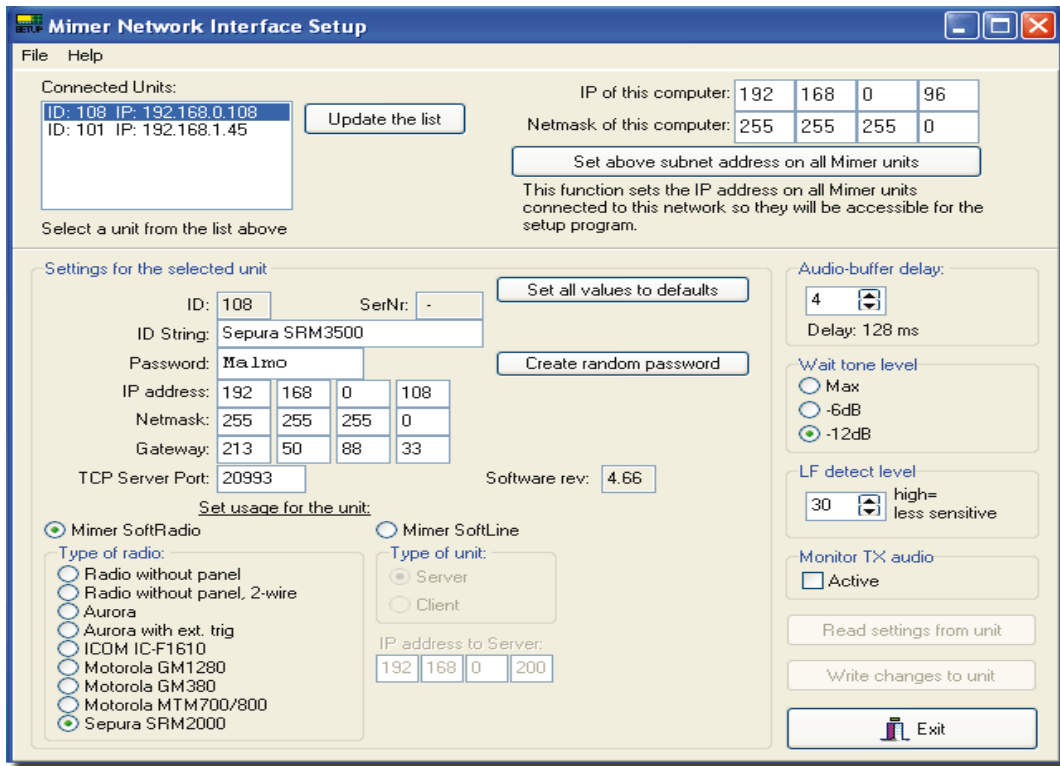 Mimer Network Interface Setup
File Help
Connected Units:
ID: 108 IP: 192.168.0.108
ID: 101 IP: 192.168.1.45
Update the list
Select a unit from the list above
IP of this computer: 192 168 0 96
Netmask of this computer: 255 255 255 0
Set above subnet address on all Mimer units
This function sets the IP address on all Mimer units
connected to this network so they will be accessible for the
setup program.
Settings for the selected unit
ID: 108 SerNr: -
Set all values to defaults
ID String: Sepura SRM3500
Password: Malmo
Create random password
IP address: 192 168 0 108
Netmask: 255 255 255 0
Gateway: 213 50 88 33
TCP Server Port: 20993
Software rev: 4.66
Set usage for the unit:
Mimer SoftRadio
Type of radio:
Radio without panel
Radio without panel, 2-wire
Aurora
Aurora with ext. trig
ICOM IC-F1610
Motorola GM1280
Motorola GM380
Motorola MTM700/800
Sepura SRM2000
Mimer SoftLine
Type of unit:
Server
Client
IP address to Server:
192 168 0 200
Audio-buffer delay:
4
Delay: 128 ms
Wait tone level
Max
-6dB
-12dB
LF detect level
30 high=
less sensitive
Monitor TX audio
Active
Read settings from unit
Write changes to unit
Exit